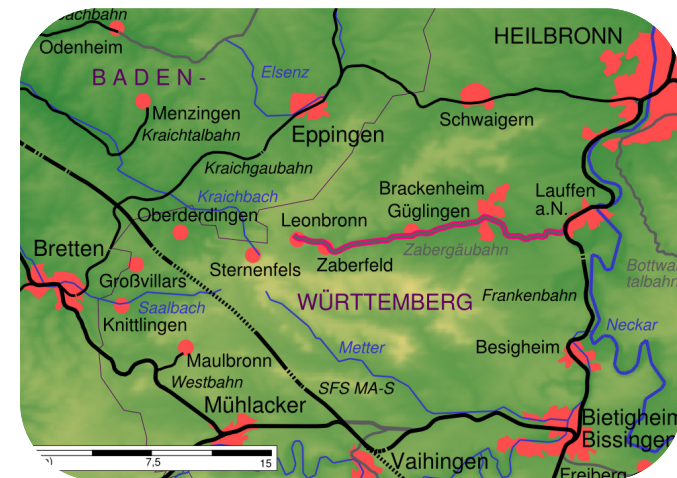 Odenheim
HEILBRONN
BADEN-
Elsenz
Menzingen
Schwaigern
Kraichtalbahn
Eppingen
Kraichgaubahn
Brackenheim
Lauffen
a.N.
Kraichbach
Güglingen
Oberderdingen
Leonbronn
Bretten
Zabergäubahn
Sternenfels
Zaberfeld
Großvillars
Frankenbahn
Saalbach
WÜRTTEMBERG
Knittlingen
Neckar
Metter
Besigheim
Maulbronn
Westbahn
SFS MA-S
Mühlacker
Bietigheim
Bissingen
Vaihingen
7,5
15
Freiberg